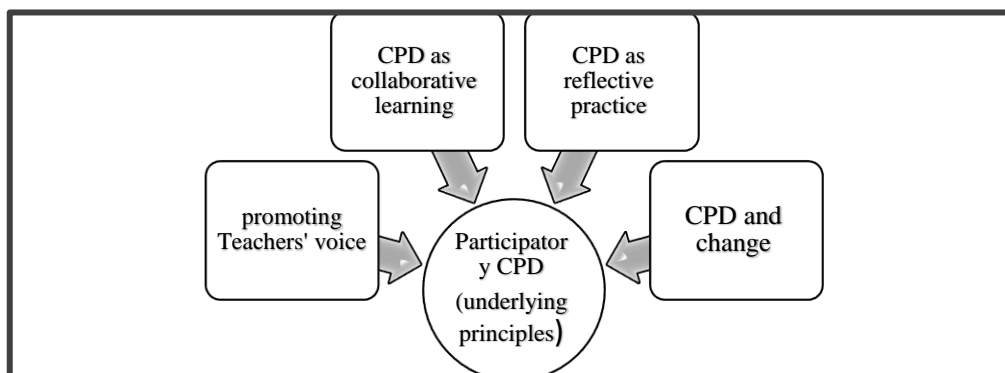 CPD as
collaborative
learning
CPD as
reflective
practice
promoting
Teachers' voice
CPD and
change
Participator
y CPD
(underlying
principles)